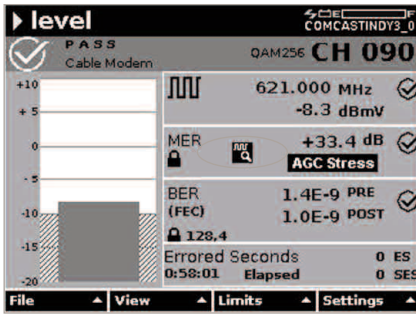 level
E F
COMCASTINDY3_0
PASS
Cable Modem
QAM256 CH 090
+10
+ 5
0
- 5
-10
-15
-20
621.000 MHz
-8.3 dBmV
MER
+33.4 dB
AGC Stress
BER
(FEC)
1.4E-9 PRE
1.0E-9 POST
128,4
Errored Seconds
0 ES
0:58:01 Elapsed
0 SES
File
View
Limits
Settings